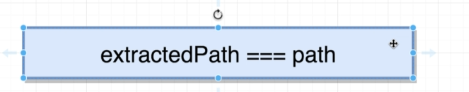 extractedPath === path